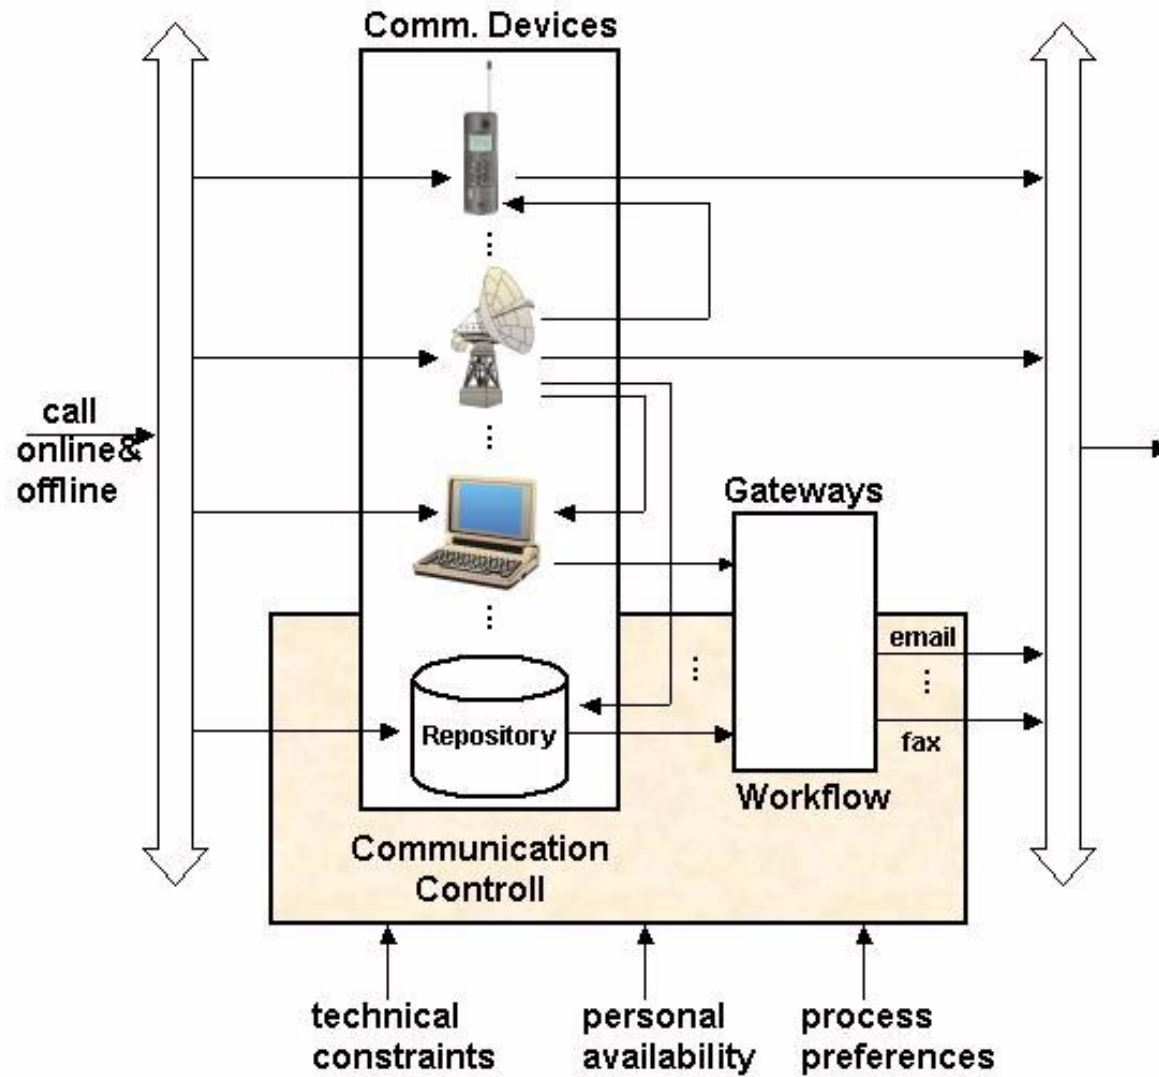 Comm. Devices
call
online&
offline
Gateways
email
Repository
fax
Workflow
Communication
Controll
technical
constraints
personal
availability
process
preferences